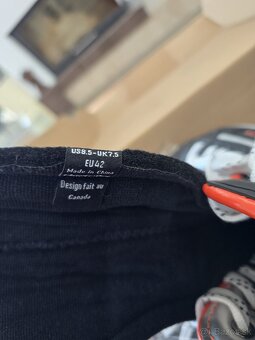 US8.5-UK7.5
EU42
Made in China
Design fait au
Canada